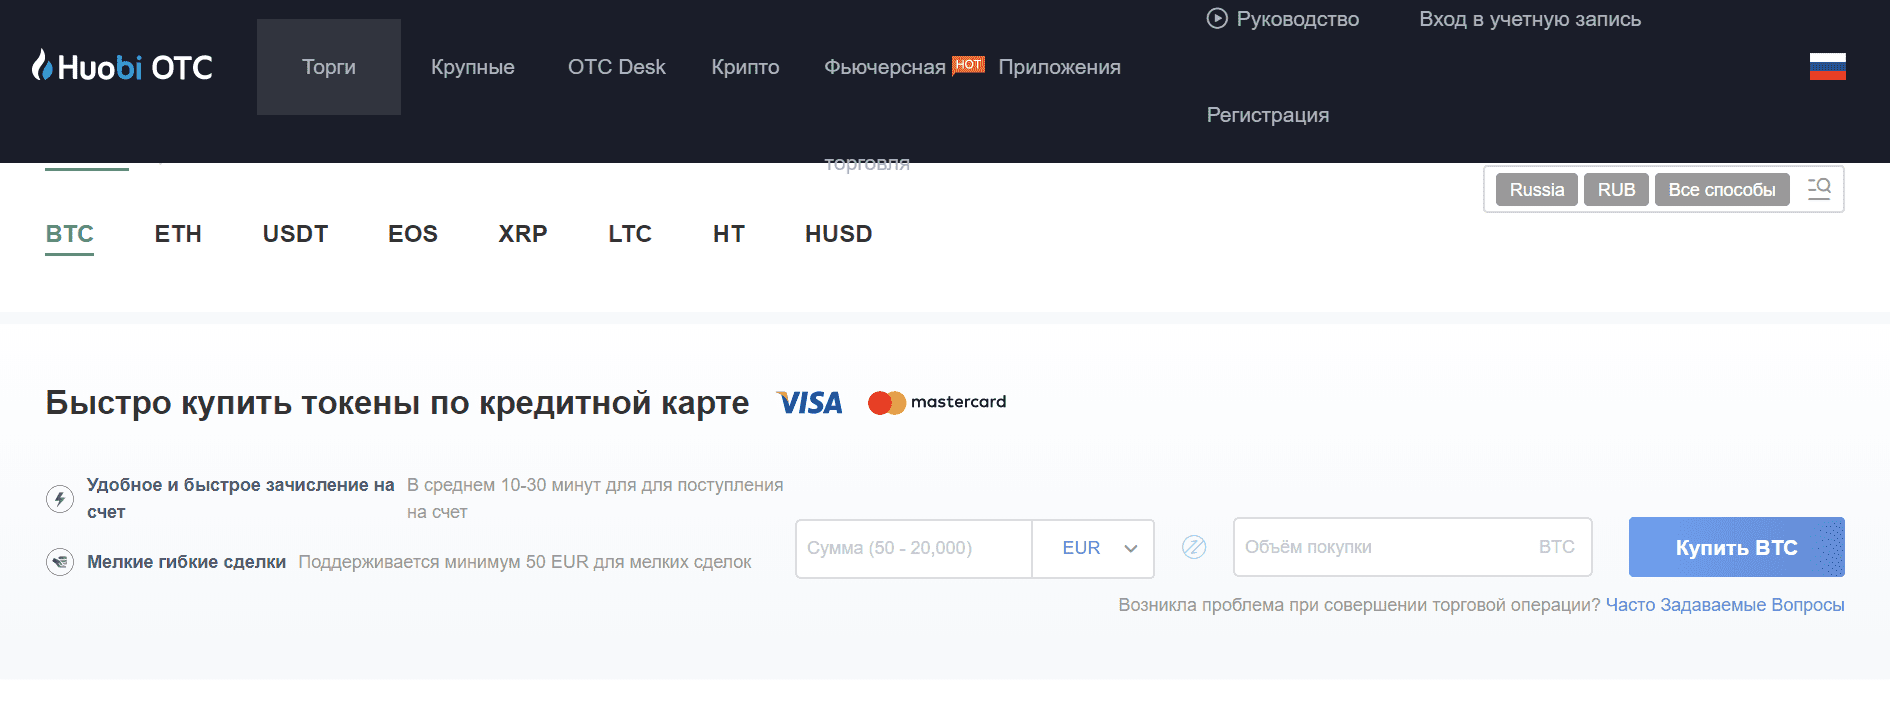 Руководство Вход в учетную запись
Huobi OTC Торги Крупные OTC Desk Крипто Фьючерсная HOT Приложения
Регистрация
торговля
Russia RUB Все способы
BTC ETH USDT EOS XRP LTC HT HUSD
Быстро купить токены по кредитной карте VISA mastercard
Удобное и быстрое зачисление на В среднем 10-30 минут для для поступления
счет на счет
Сумма (50 - 20,000) EUR Объём покупки BTC Купить BTC
Мелкие гибкие сделки Поддерживается минимум 50 EUR для мелких сделок
Возникла проблема при совершении торговой операции? Часто Задаваемые Вопросы